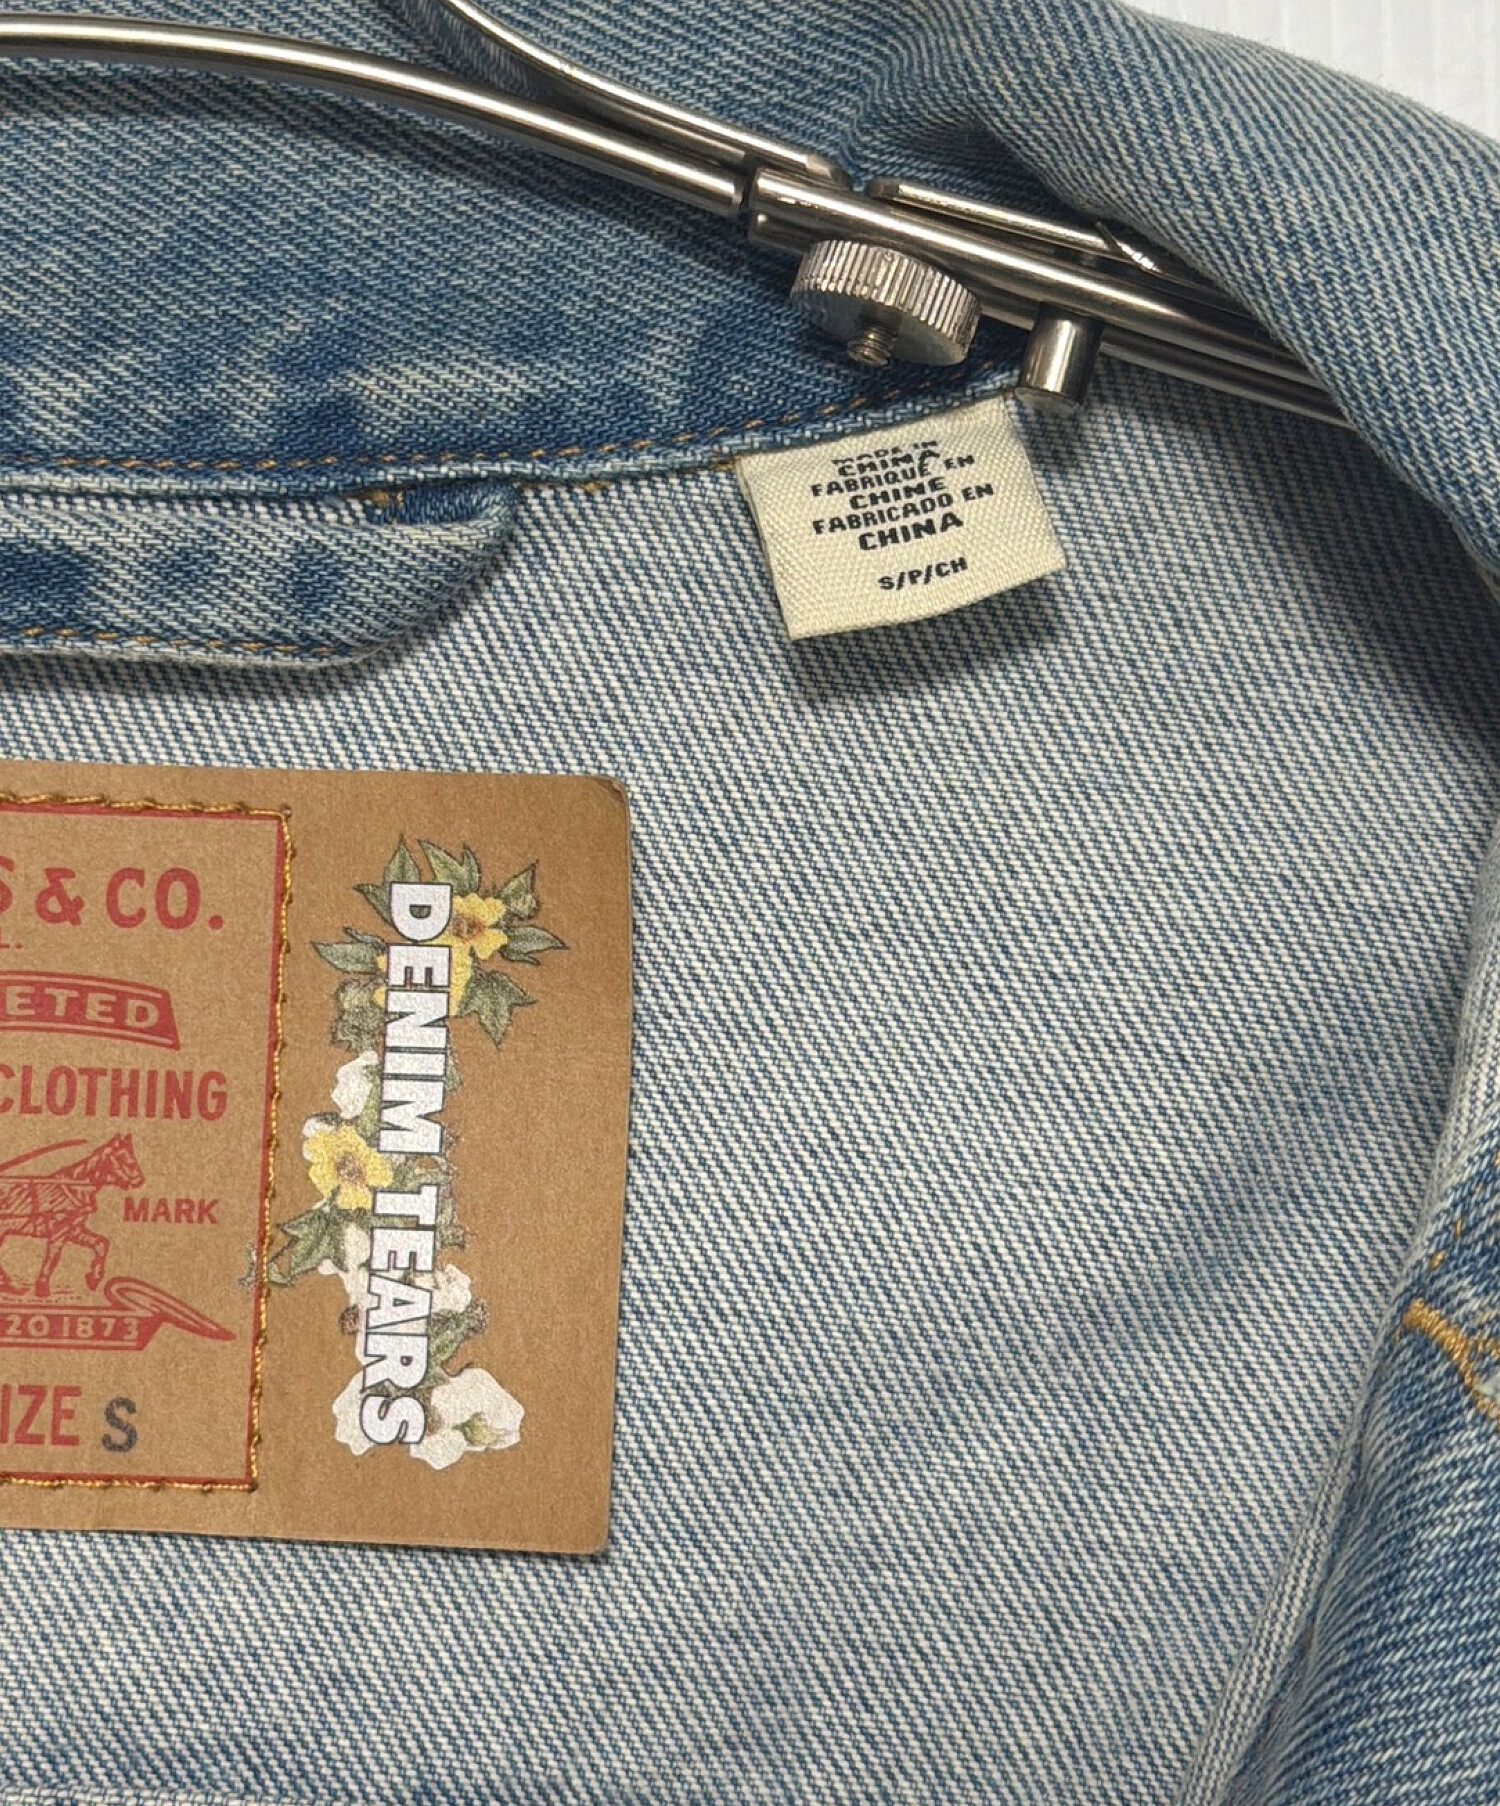 MADE IN
CHINA
FABRIQUÉ EN
CHINE
FABRICADO EN
CHINA
S/P/CH
S & CO.
L.
ETED
CLOTHING
MARK
20 1873
IZE S
DENIM TEARS